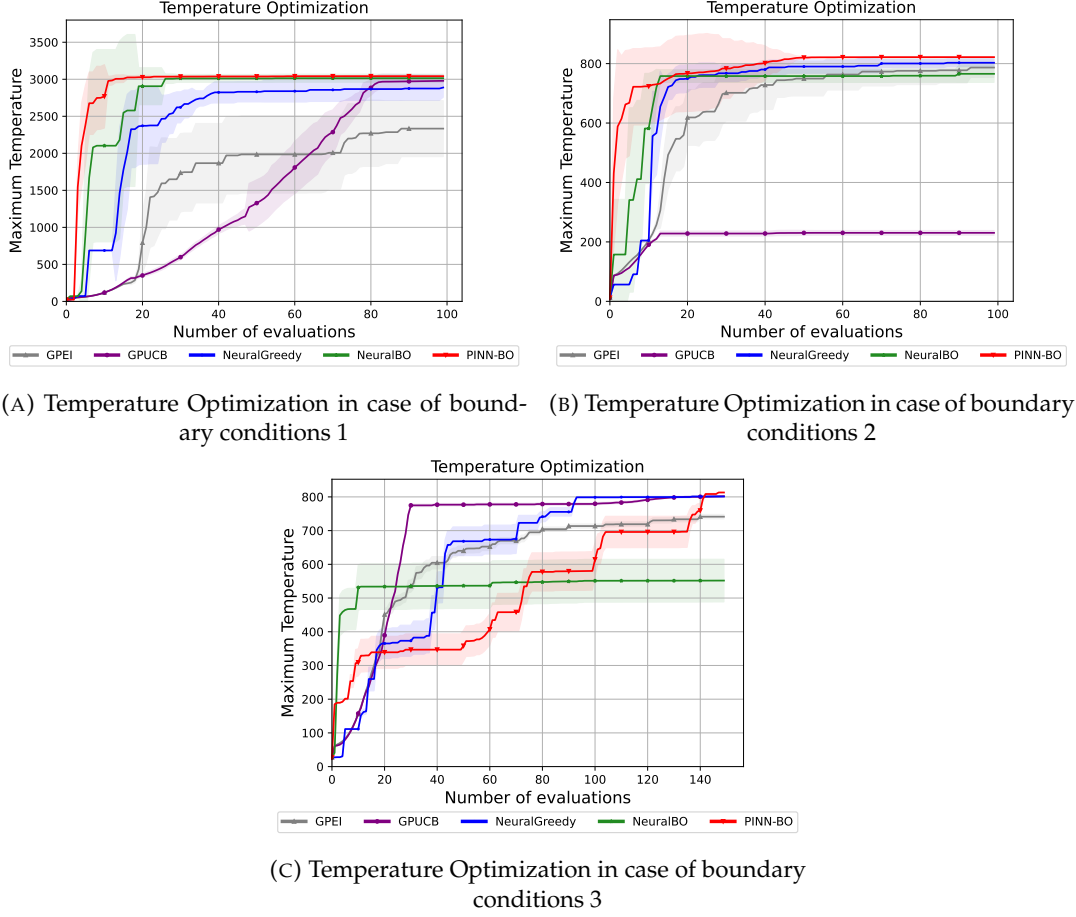 Temperature Optimization
Maximum Temperature
3500
3000
2500
2000
1500
1000
500
0
0 20 40 60 80 100
Number of evaluations
GPEI GPUCB NeuralGreedy NeuralBO PINN-BO
(A) Temperature Optimization in case of bound-
ary conditions 1
Temperature Optimization
Maximum Temperature
800
600
400
200
0
0 20 40 60 80 100
Number of evaluations
GPEI GPUCB NeuralGreedy NeuralBO PINN-BO
(B) Temperature Optimization in case of boundary
conditions 2
Temperature Optimization
Maximum Temperature
800
700
600
500
400
300
200
100
0
0 20 40 60 80 100 120 140
Number of evaluations
GPEI GPUCB NeuralGreedy NeuralBO PINN-BO
(C) Temperature Optimization in case of boundary
conditions 3